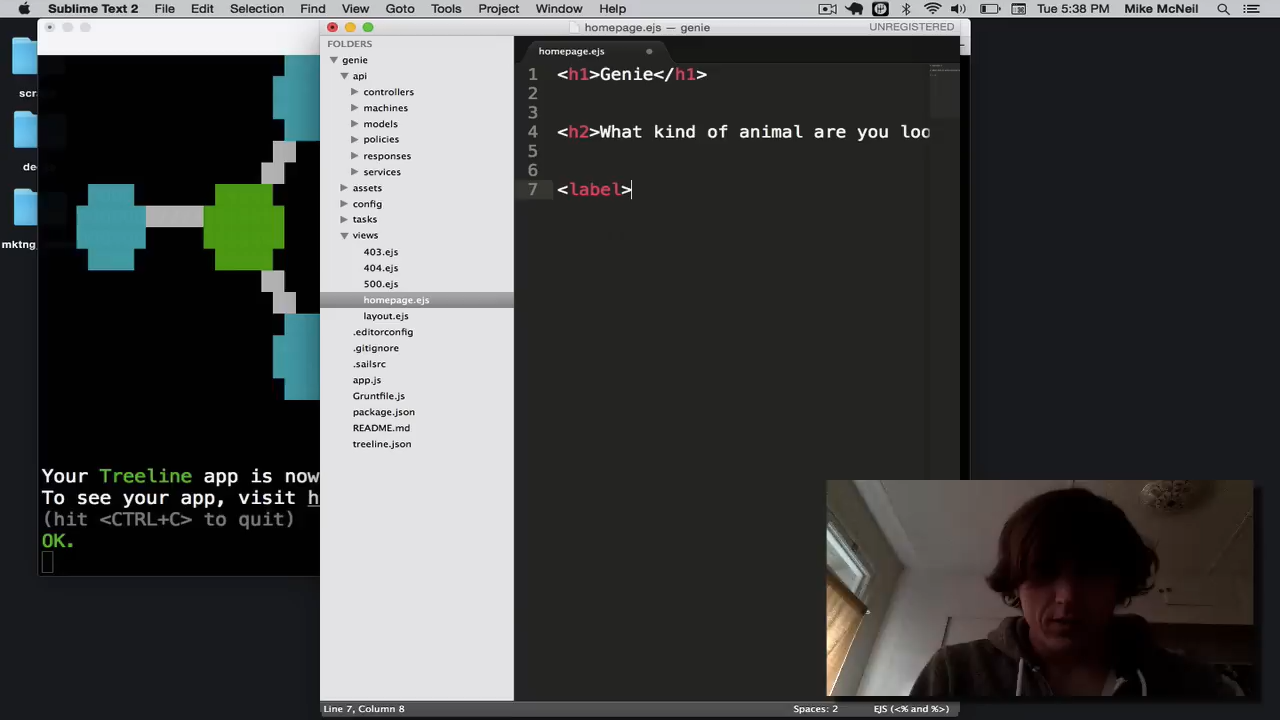 Sublime Text 2 File Edit Selection Find View Goto Tools Project Window Help Tue 5:38 PM Mike McNeil
homepage.ejs — genie UNREGISTERED
FOLDERS
genie
api
controllers
machines
models
policies
responses
services
assets
config
tasks
views
403.ejs
404.ejs
500.ejs
homepage.ejs
layout.ejs
.editorconfig
.gitignore
.sailsrc
app.js
Gruntfile.js
package.json
README.md
treeline.json
homepage.ejs
1 <h1>Genie</h1>
2
3
4 <h2>What kind of animal are you loo
5
6
7 <label>
Your Treeline app is now
To see your app, visit h
(hit <CTRL+C> to quit)
OK.
Line 7, Column 8 Spaces: 2 EJS (<% and %>)